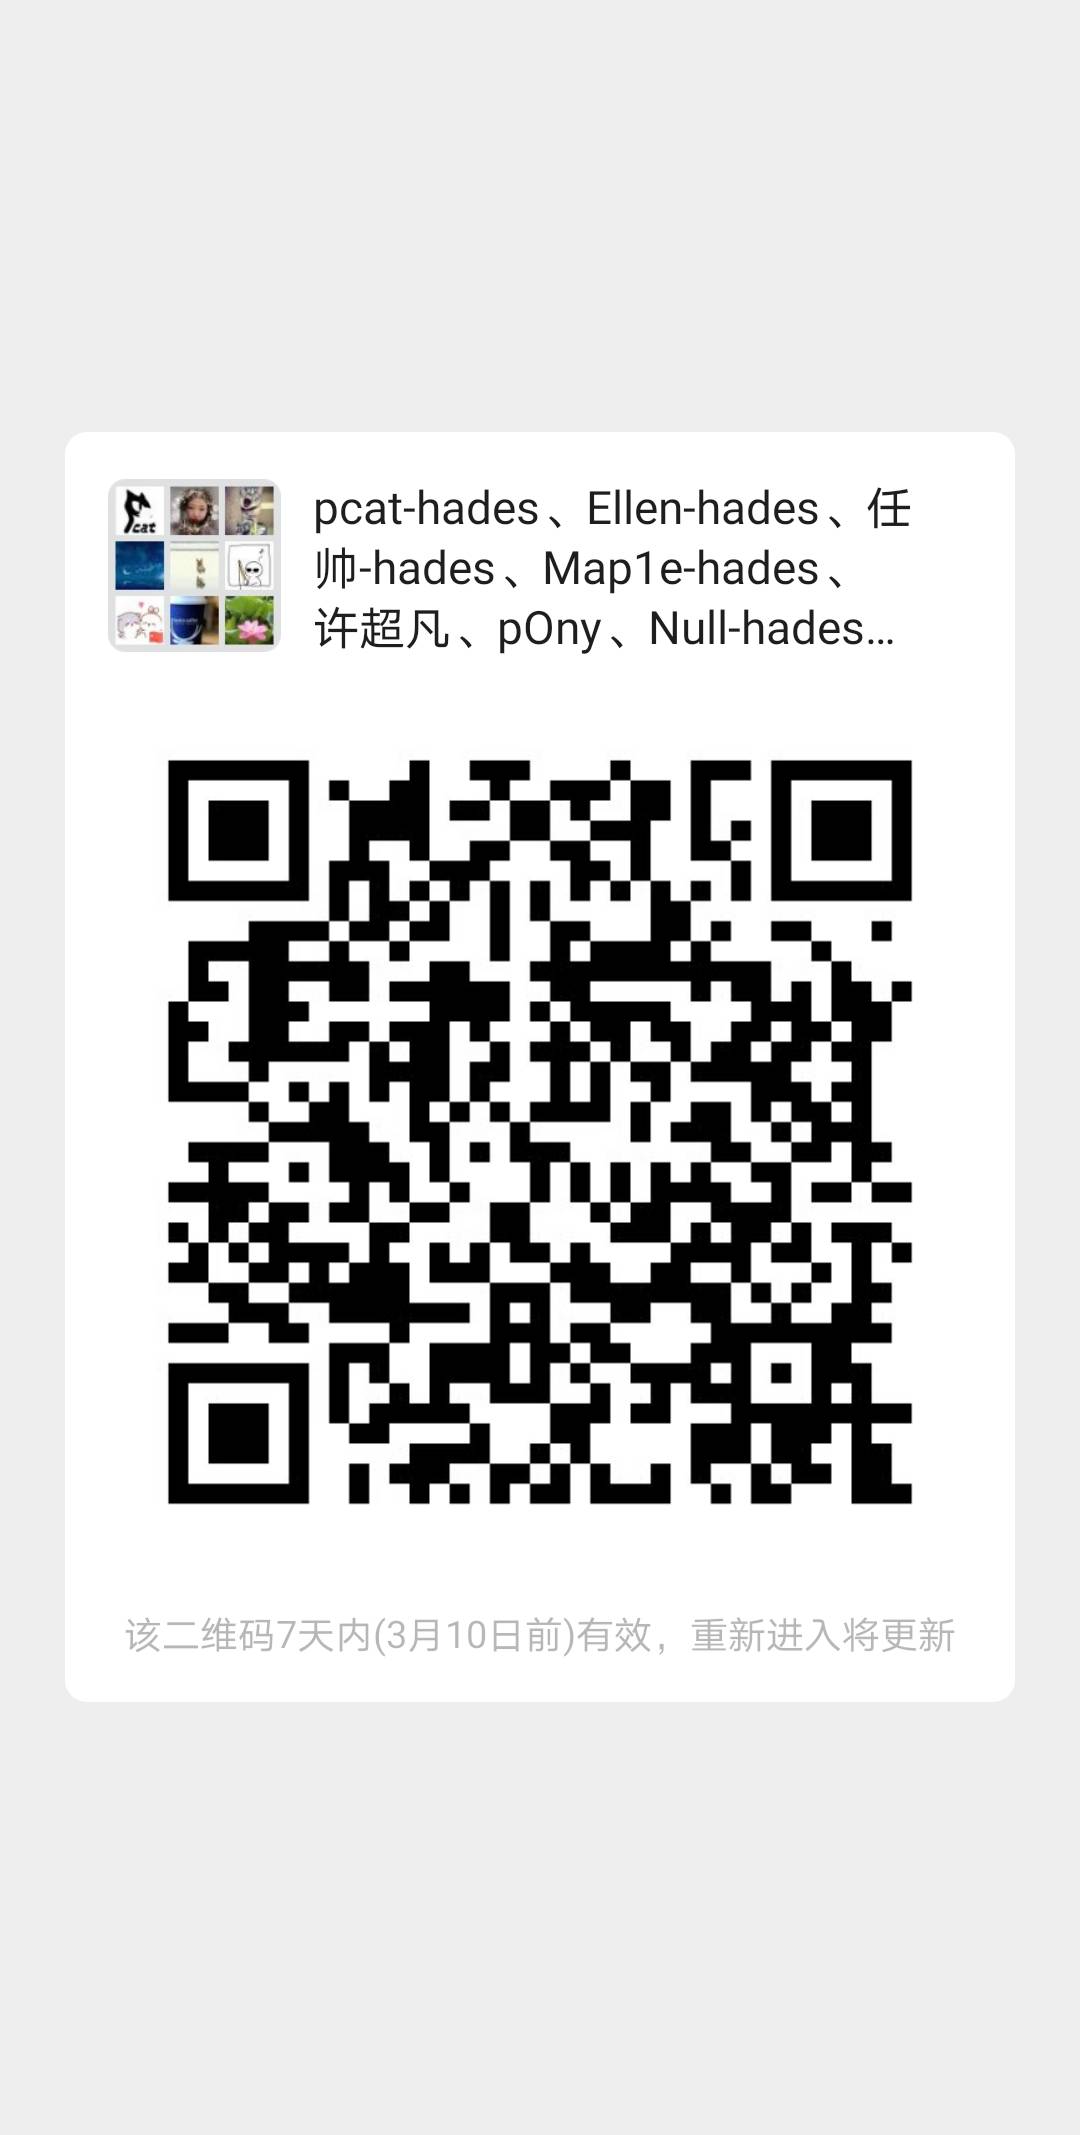 cat
pcat-hades、Ellen-hades、任
帅-hades、Map1e-hades、
许超凡、pOny、Null-hades...
该二维码7天内(3月10日前)有效，重新进入将更新